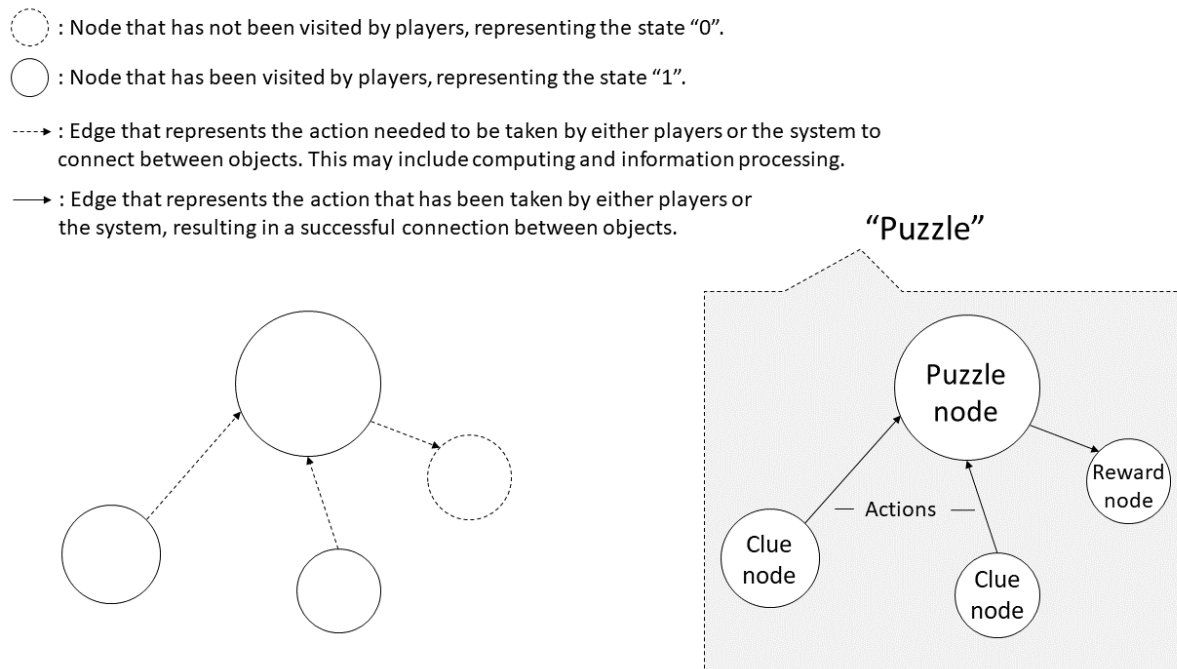 : Node that has not been visited by players, representing the state “0”.
: Node that has been visited by players, representing the state “1”.
: Edge that represents the action needed to be taken by either players or the system to
connect between objects. This may include computing and information processing.
: Edge that represents the action that has been taken by either players or
the system, resulting in a successful connection between objects.
“Puzzle”
Puzzle
node
Reward
node
Actions
Clue
node
Clue
node